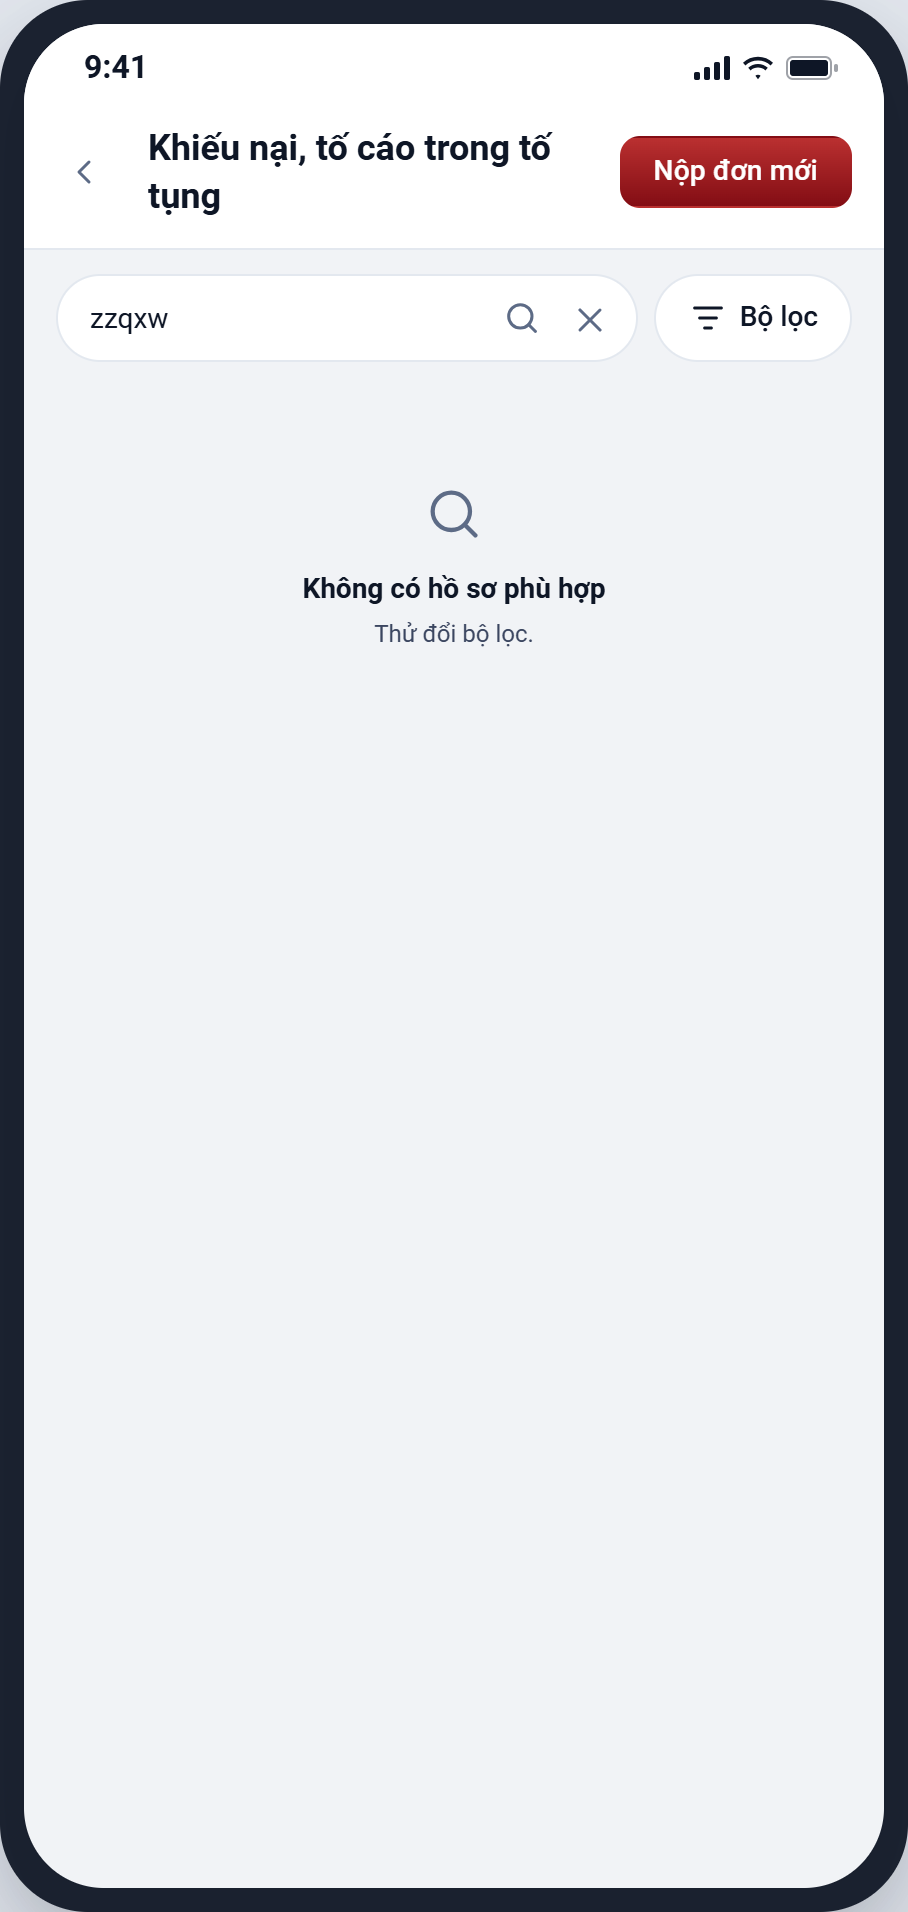 9:41
Khiếu nại, tố cáo trong tố
tụng
Nộp đơn mới
zzqxw
Bộ lọc
Không có hồ sơ phù hợp
Thử đổi bộ lọc.